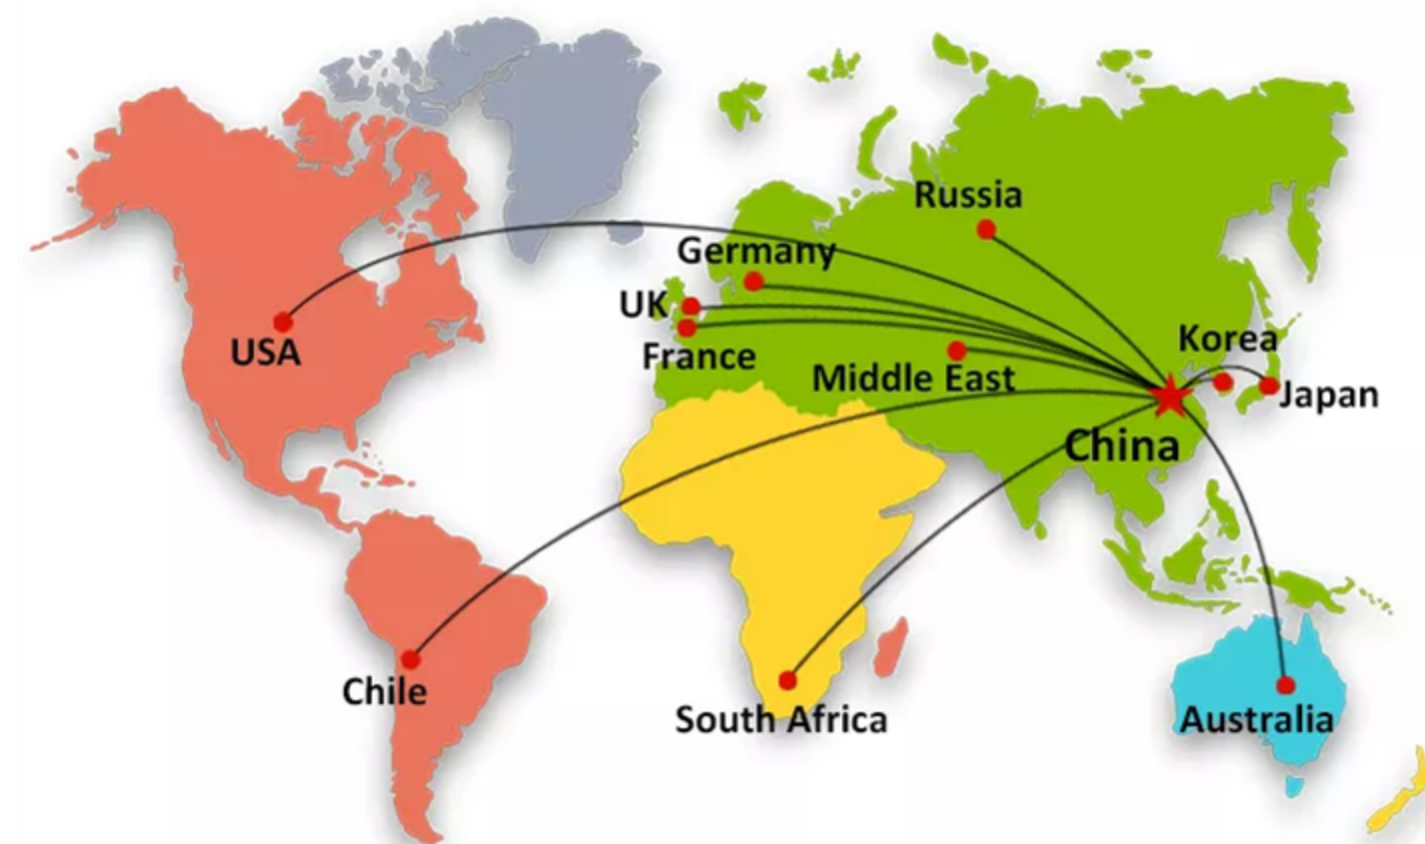 Russia
Germany
UK
Korea
USA
France
Middle East
Japan
China
Chile
South Africa
Australia